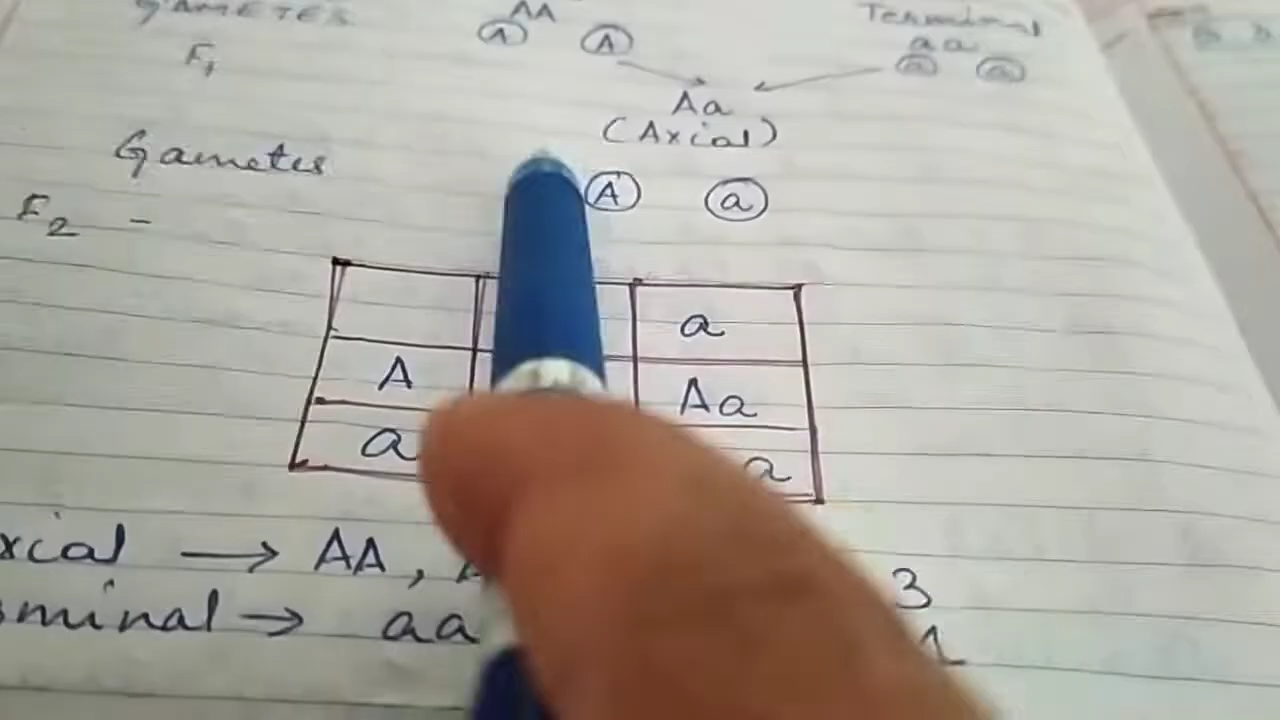 GAMETES AA Terminal
A A aa
F1 a a
Aa
(Axial)
Gametes A a
F2 -
a
A Aa
a a
xial → AA, A 3
minal → aa 1